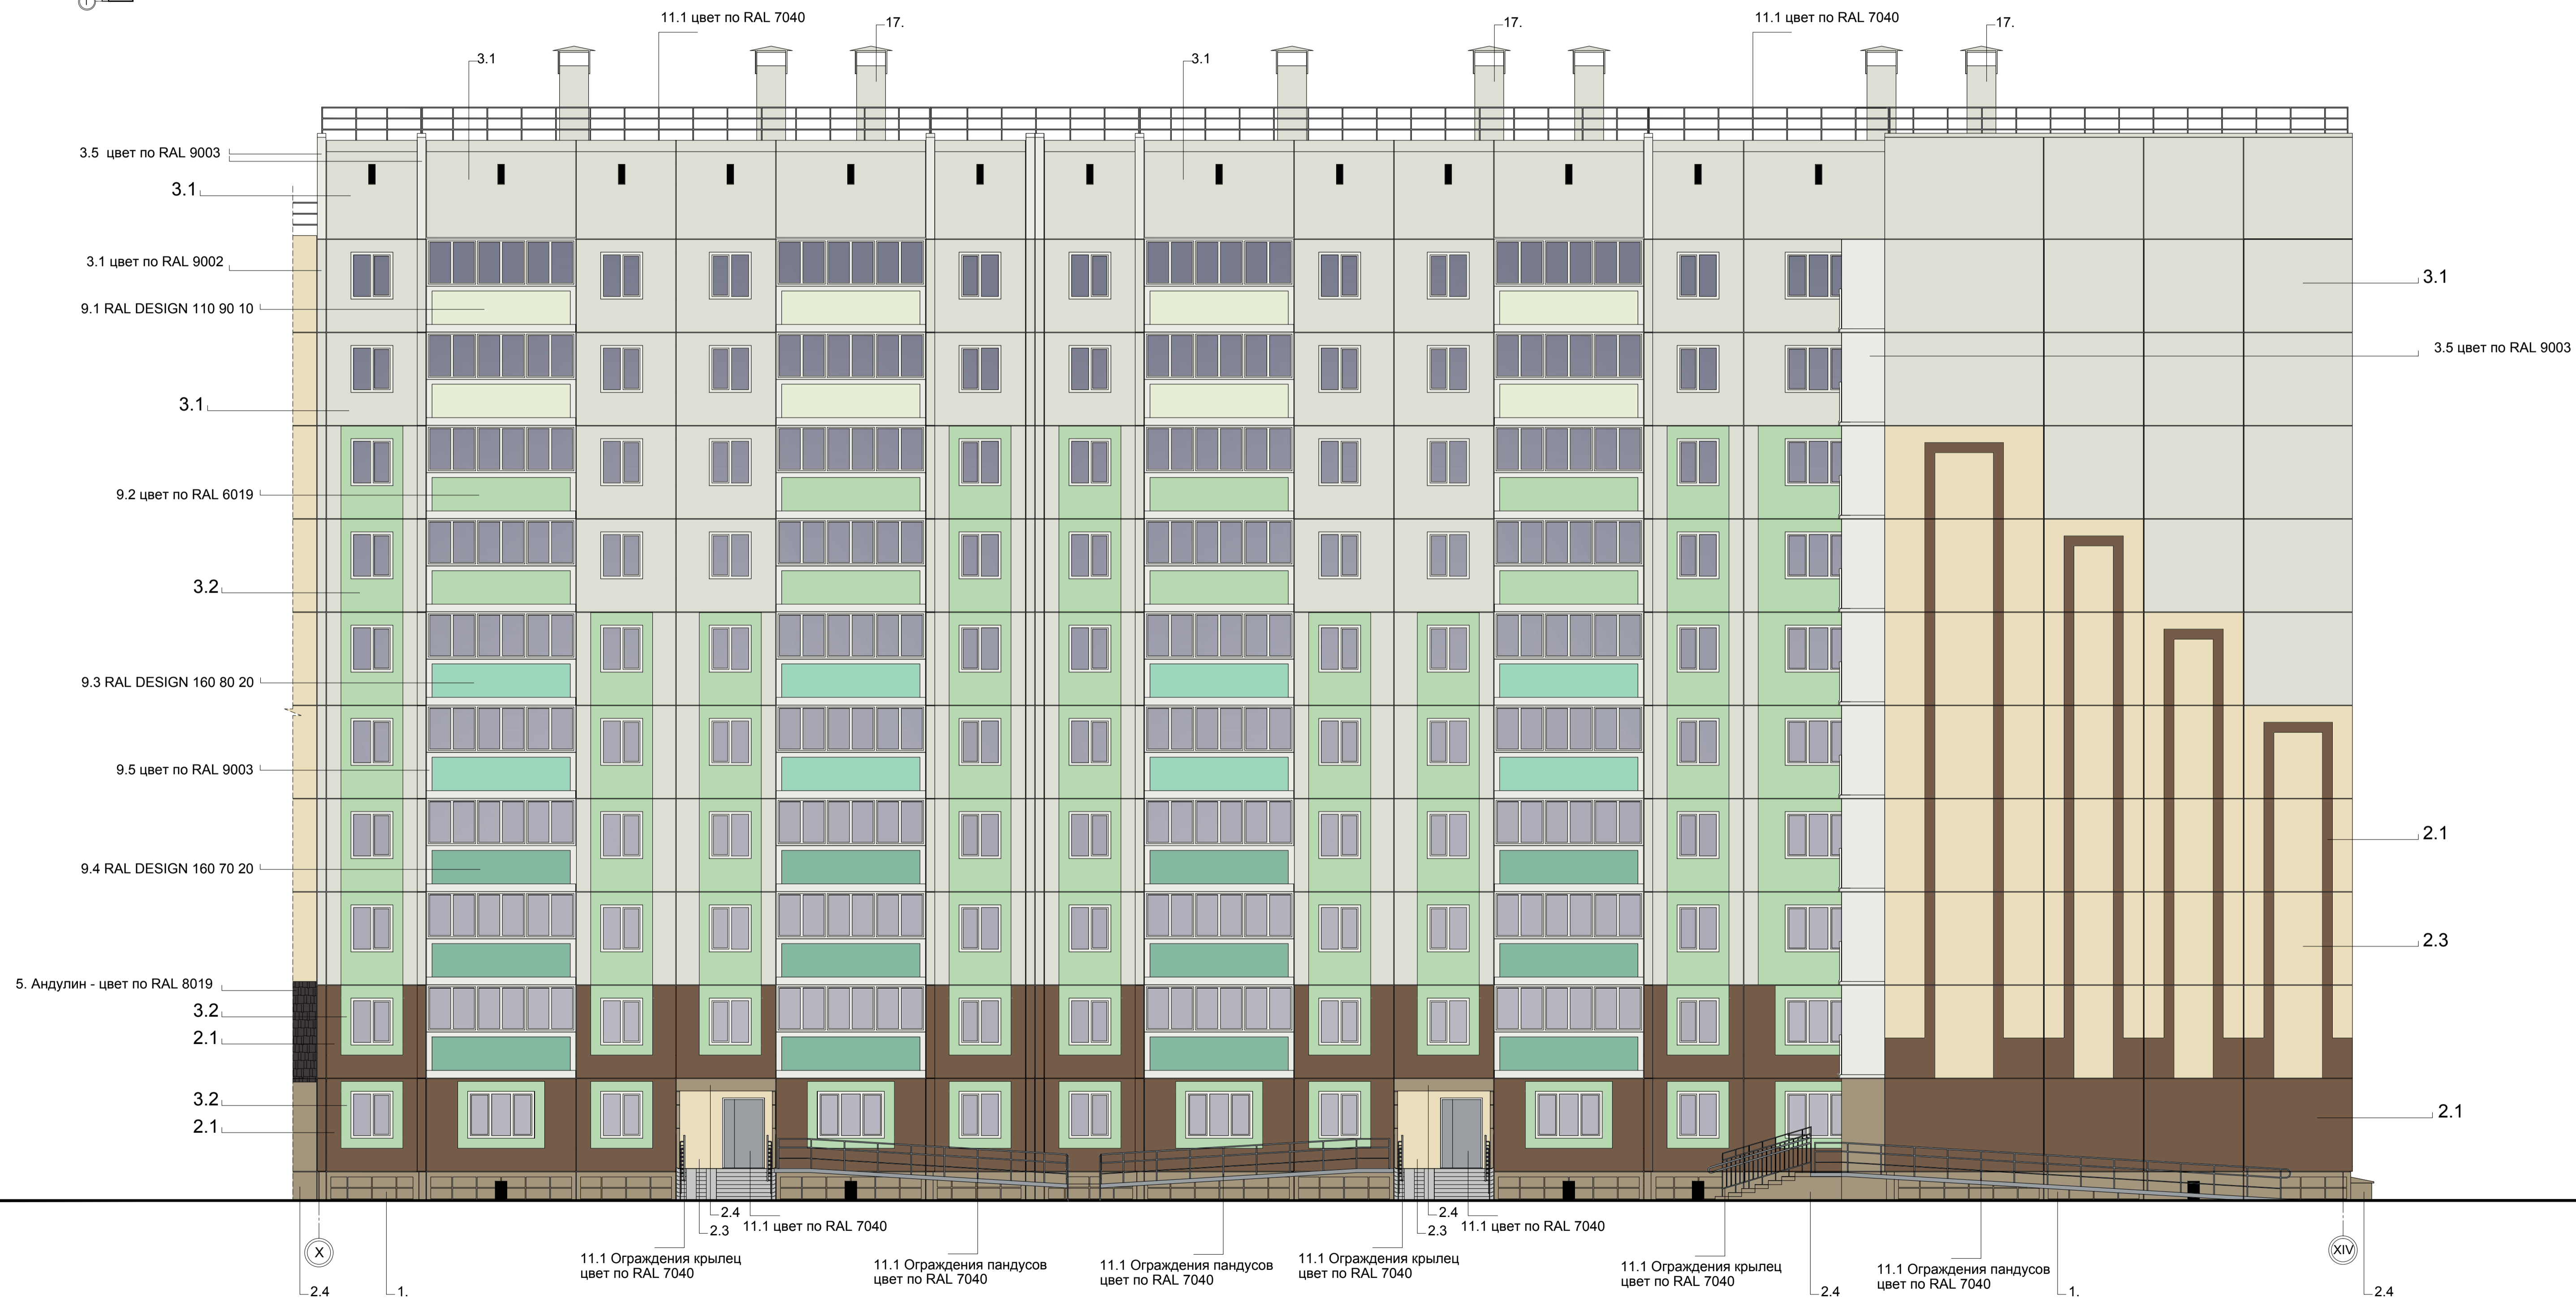 11.1 цвет по RAL 7040
17.
17.
11.1 цвет по RAL 7040
17.
3.1
3.1
3.5 цвет по RAL 9003
3.1
3.1 цвет по RAL 9002
3.1
9.1 RAL DESIGN 110 90 10
3.5 цвет по RAL 9003
3.1
9.2 цвет по RAL 6019
3.2
9.3 RAL DESIGN 160 80 20
9.5 цвет по RAL 9003
2.1
9.4 RAL DESIGN 160 70 20
2.3
5. Андулин - цвет по RAL 8019
3.2
2.1
3.2
2.1
2.1
2.4
2.3
11.1 цвет по RAL 7040
2.4
2.3
11.1 цвет по RAL 7040
X
XIV
11.1 Ограждения крылец
цвет по RAL 7040
11.1 Ограждения пандусов
цвет по RAL 7040
11.1 Ограждения пандусов
цвет по RAL 7040
11.1 Ограждения крылец
цвет по RAL 7040
11.1 Ограждения крылец
цвет по RAL 7040
11.1 Ограждения пандусов
цвет по RAL 7040
2.4
1.
2.4
1.
2.4